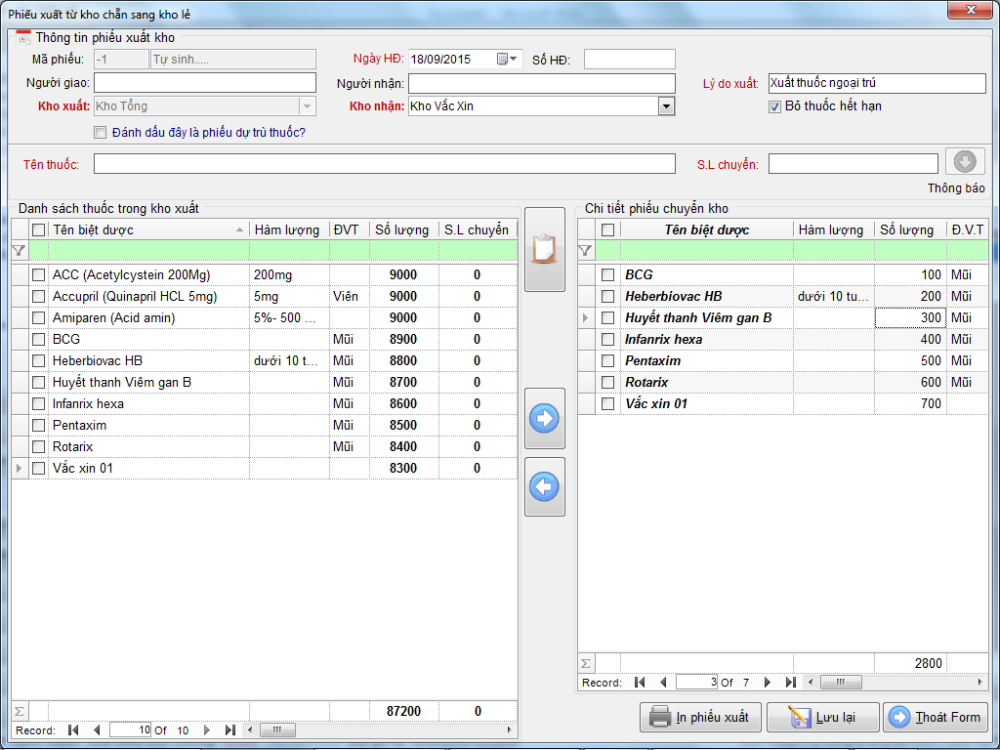 Phiếu xuất từ kho chẵn sang kho lẻ
Thông tin phiếu xuất kho
Mã phiếu: -1 Tự sinh..... Ngày HĐ: 18/09/2015 Số HĐ:
Người giao: Người nhận: Lý do xuất: Xuất thuốc ngoại trú
Kho xuất: Kho Tổng Kho nhận: Kho Vắc Xin Bỏ thuốc hết hạn
Đánh dấu đây là phiếu dự trù thuốc?
Tên thuốc: S.L chuyển:
Thông báo
Danh sách thuốc trong kho xuất
Tên biệt dược Hàm lượng ĐVT Số lượng S.L chuyển
ACC (Acetylcystein 200Mg) 200mg 9000 0
Accupril (Quinapril HCL 5mg) 5mg Viên 9000 0
Amiparen (Acid amin) 5%- 500 ... 9000 0
BCG Mũi 8900 0
Heberbiovac HB dưới 10 t... Mũi 8800 0
Huyết thanh Viêm gan B Mũi 8700 0
Infanrix hexa Mũi 8600 0
Pentaxim Mũi 8500 0
Rotarix Mũi 8400 0
Vắc xin 01 8300 0
Σ 87200 0
Record: 10 Of 10
Chi tiết phiếu chuyển kho
Tên biệt dược Hàm lượng Số lượng Đ.V.T
BCG 100 Mũi
Heberbiovac HB dưới 10 tu... 200 Mũi
Huyết thanh Viêm gan B 300 Mũi
Infanrix hexa 400 Mũi
Pentaxim 500 Mũi
Rotarix 600 Mũi
Vắc xin 01 700
Σ 2800
Record: 3 Of 7
In phiếu xuất Lưu lại Thoát Form